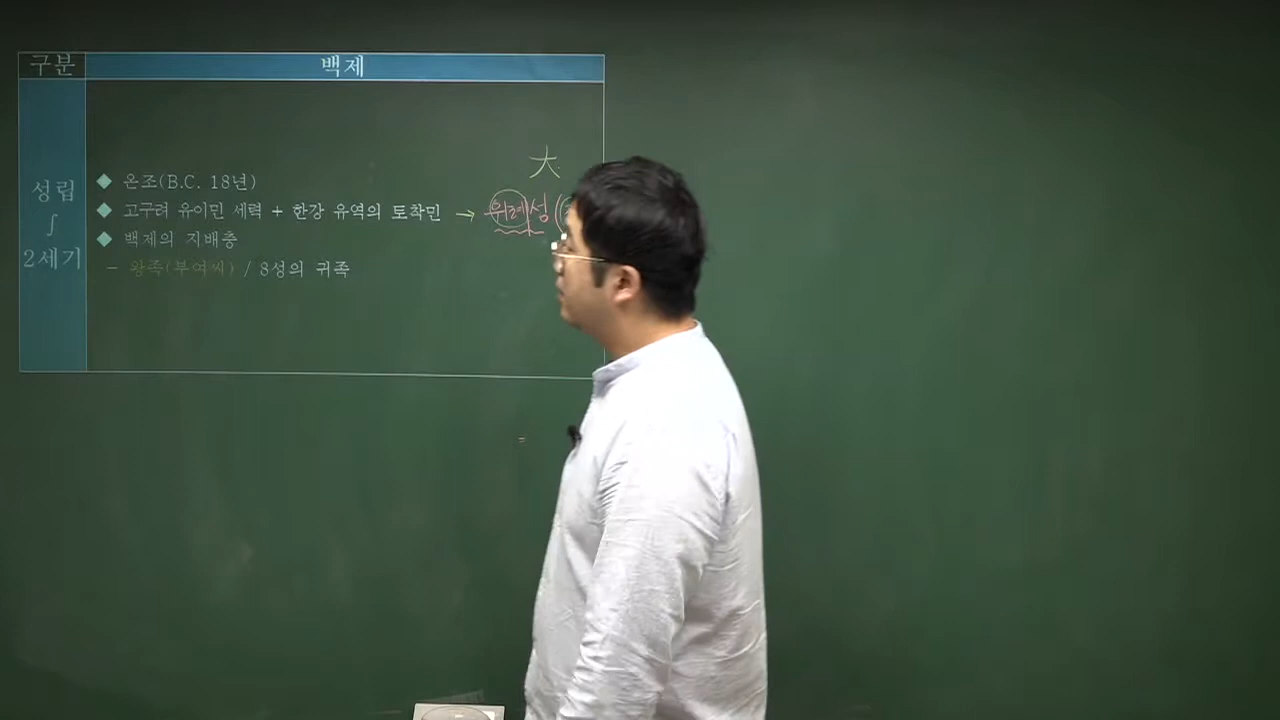 구분 백제
大
성립
∫
2세기
◆ 온조(B.C. 18년)
◆ 고구려 유이민 세력 + 한강 유역의 토착민 → 위례성(
◆ 백제의 지배층
- 왕족(부여씨) / 8성의 귀족